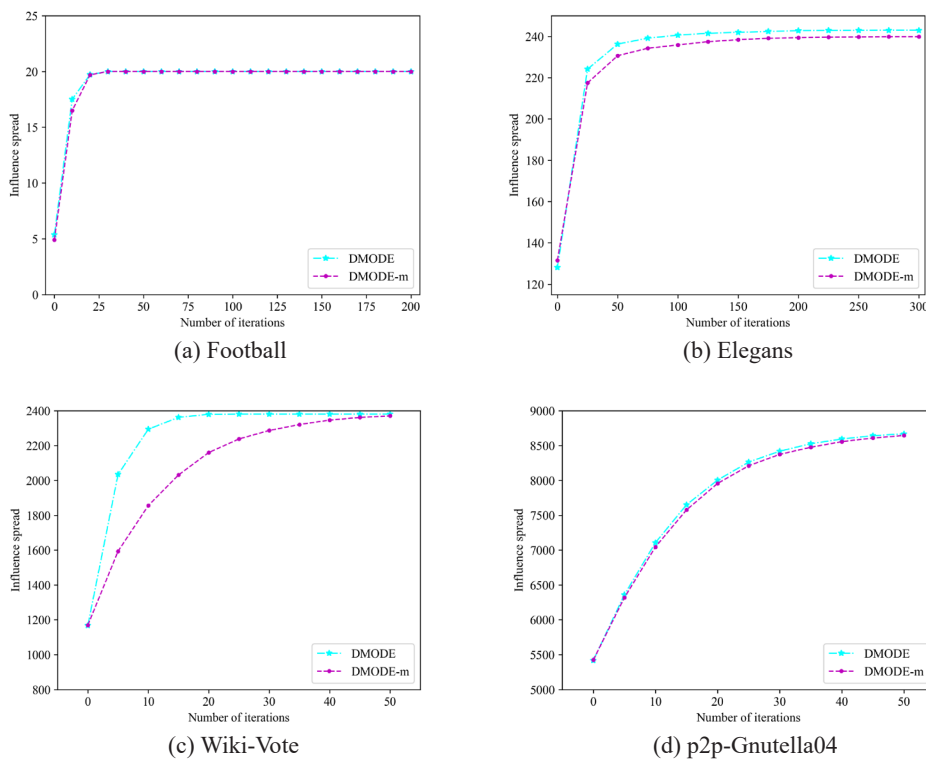 25
20
15
10
5
0
Influence spread
0 25 50 75 100 125 150 175 200
Number of iterions
DMODE
DMODE-m
(a) Football
240
220
200
180
160
140
120
Influence spread
0 50 100 150 200 250 300
Number of iterions
DMODE
DMODE-m
(b) Elegans
2400
2200
2000
1800
1600
1400
1200
1000
800
Influence spread
0 10 20 30 40 50
Number of iterions
DMODE
DMODE-m
(c) Wiki-Vote
9000
8500
8000
7500
7000
6500
6000
5500
5000
Influence spread
0 10 20 30 40 50
Number of iterions
DMODE
DMODE-m
(d) p2p-Gnutella04